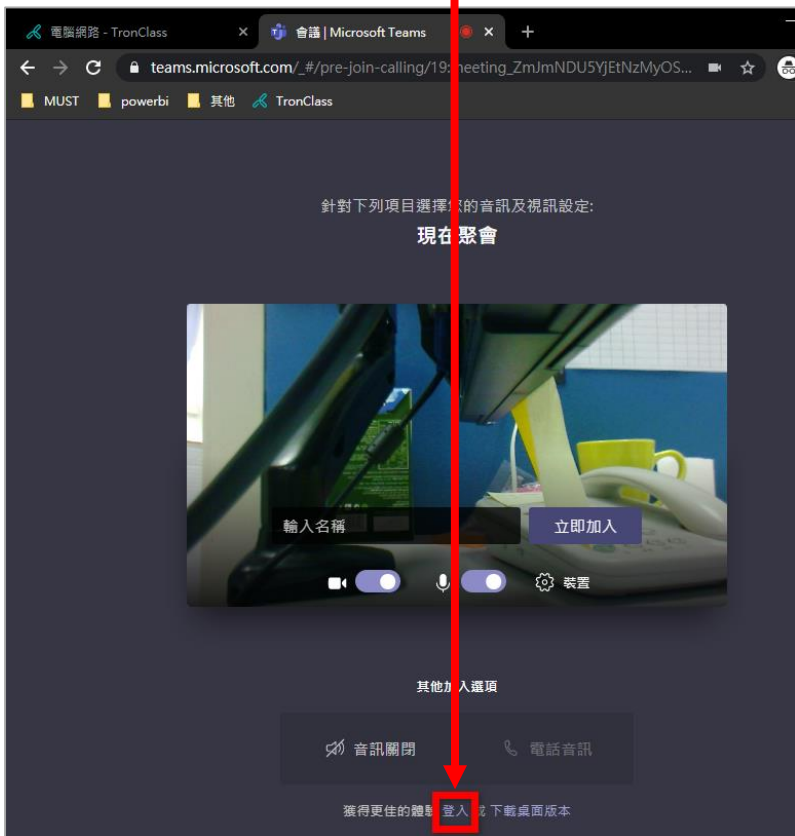 電腦網路 - TronClass
會議 | Microsoft Teams
teams.microsoft.com/_#/pre-join-calling/19:meeting_ZmJmNDU5YjEtNzMyOS...
MUST powerbi 其他 TronClass
針對下列項目選擇您的音訊及視訊設定:
現在聚會
輸入名稱 立即加入
裝置
其他加入選項
音訊關閉 電話音訊
獲得更佳的體驗 登入 或 下載桌面版本